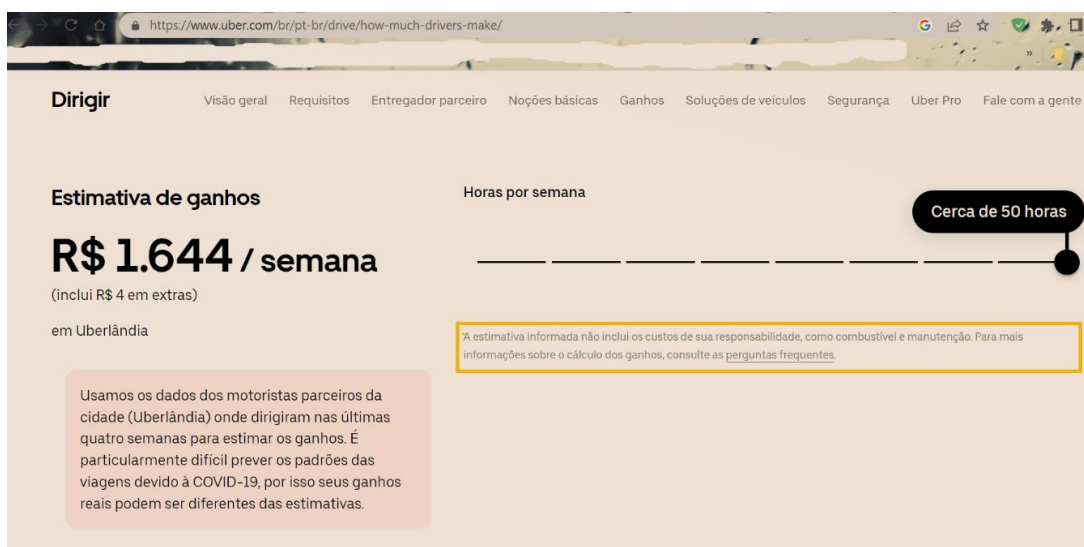 https://www.uber.com/br/pt-br/drive/how-much-drivers-make/
Dirigir
Visão geral Requisitos Entregador parceiro Noções básicas Ganhos Soluções de veículos Segurança Uber Pro Fale com a gente
Estimativa de ganhos
R$ 1.644 / semana
(inclui R$ 4 em extras)
em Uberlândia
Horas por semana
Cerca de 50 horas
*A estimativa informada não inclui os custos de sua responsabilidade, como combustível e manutenção. Para mais
informações sobre o cálculo dos ganhos, consulte as perguntas frequentes.
Usamos os dados dos motoristas parceiros da
cidade (Uberlândia) onde dirigiram nas últimas
quatro semanas para estimar os ganhos. É
particularmente difícil prever os padrões das
viagens devido à COVID-19, por isso seus ganhos
reais podem ser diferentes das estimativas.